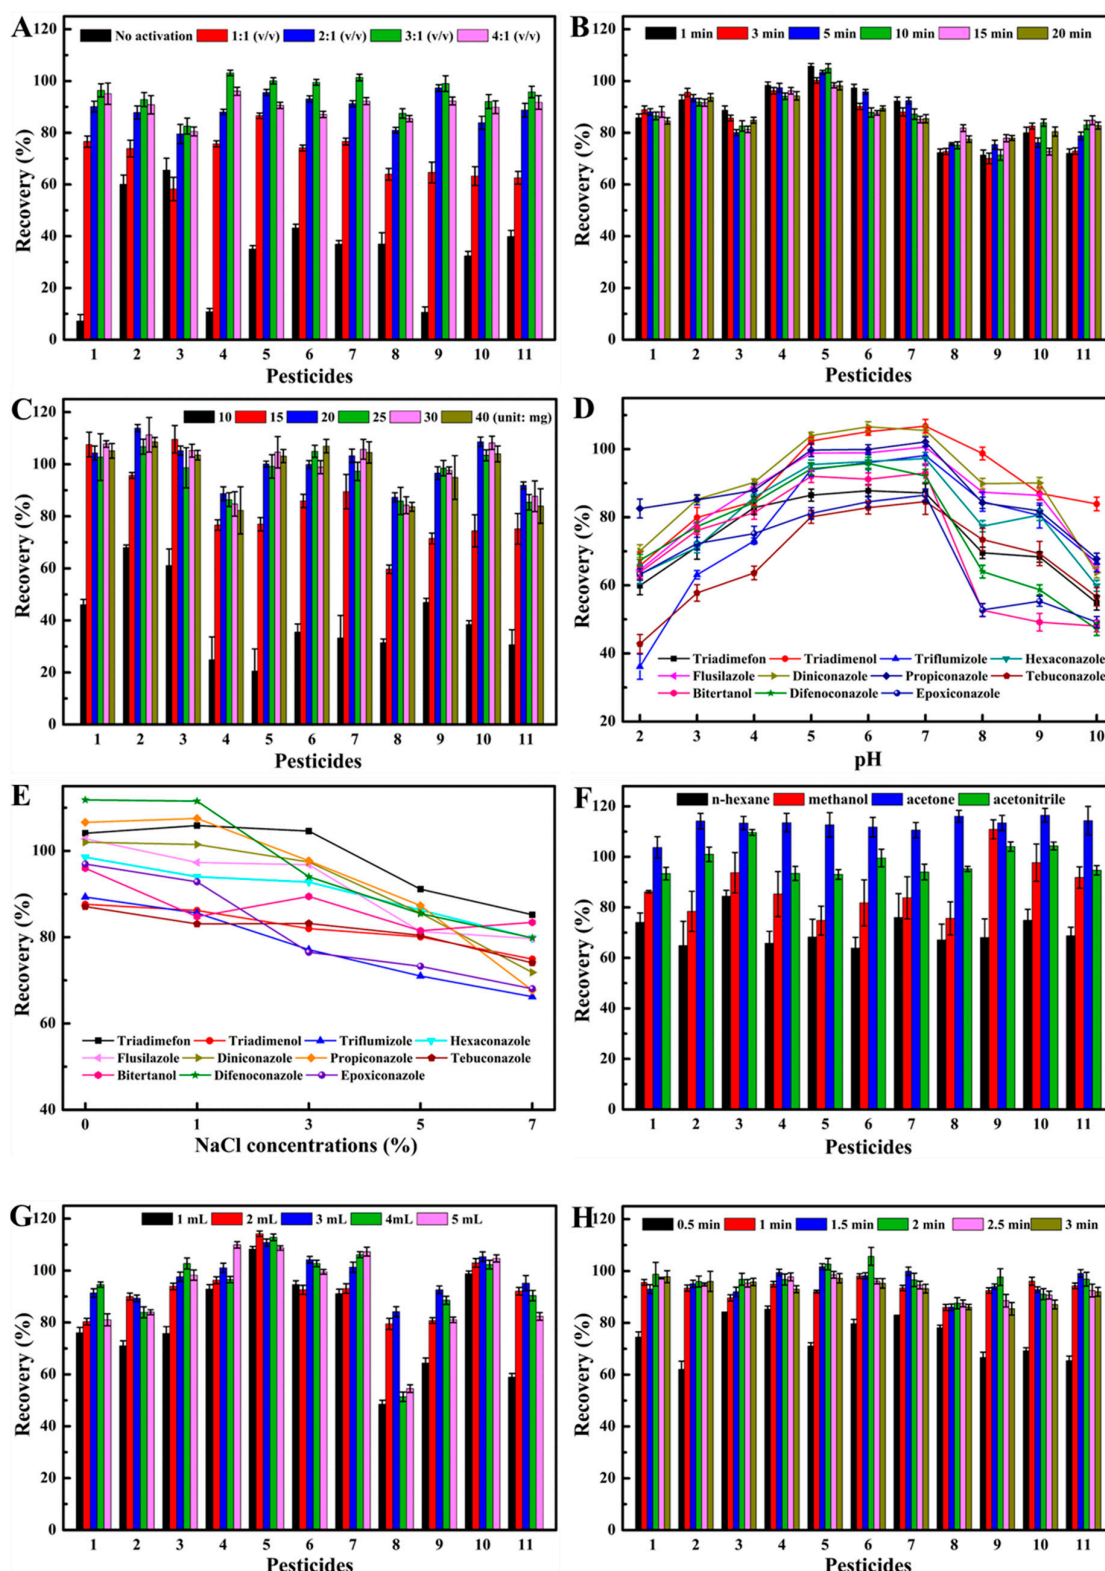 A
No activation 1:1 (v/v) 2:1 (v/v) 3:1 (v/v) 4:1 (v/v)
Recovery (%)
120
100
80
60
40
20
0
1 2 3 4 5 6 7 8 9 10 11
Pesticides
B
1 min 3 min 5 min 10 min 15 min 20 min
Recovery (%)
120
100
80
60
40
20
0
1 2 3 4 5 6 7 8 9 10 11
Pesticides
C
10 15 20 25 30 40 (unit: mg)
Recovery (%)
120
100
80
60
40
20
0
1 2 3 4 5 6 7 8 9 10 11
Pesticides
D
Recovery (%)
100
80
60
40
20
Triadimefon Triadimenol Triflumizole Hexaconazole
Flusilazole Diniconazole Propiconazole Tebuconazole
Bitertanol Difenoconazole Epoxiconazole
2 3 4 5 6 7 8 9 10
pH
E
Recovery (%)
100
80
60
40
Triadimefon Triadimenol Triflumizole Hexaconazole
Flusilazole Diniconazole Propiconazole Tebuconazole
Bitertanol Difenoconazole Epoxiconazole
0 1 3 5 7
NaCl concentrations (%)
F
n-hexane methanol acetone acetonitrile
Recovery (%)
120
100
80
60
40
20
0
1 2 3 4 5 6 7 8 9 10 11
Pesticides
G
1 mL 2 mL 3 mL 4mL 5 mL
Recovery (%)
120
100
80
60
40
20
0
1 2 3 4 5 6 7 8 9 10 11
Pesticides
H
0.5 min 1 min 1.5 min 2 min 2.5 min 3 min
Recovery (%)
120
100
80
60
40
20
0
1 2 3 4 5 6 7 8 9 10 11
Pesticides